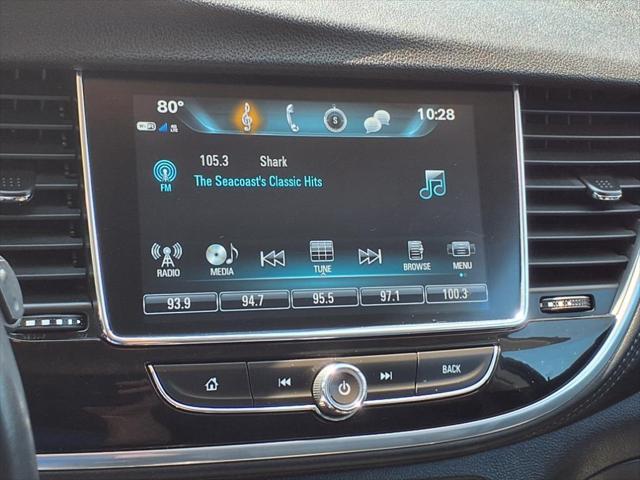 80° 10:28
S
105.3 Shark
FM The Seacoast's Classic Hits
RADIO MEDIA TUNE BROWSE MENU
93.9 94.7 95.5 97.1 100.3
BACK